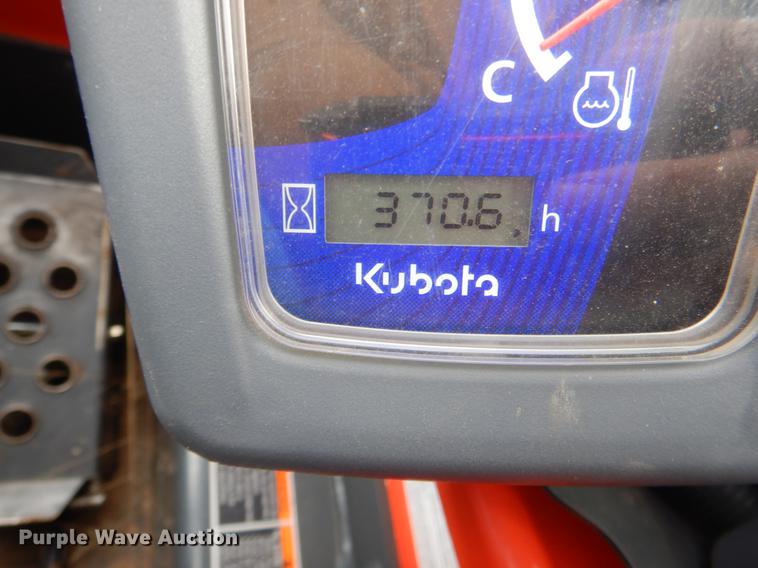 C
370.6 h
Kubota
Purple Wave Auction